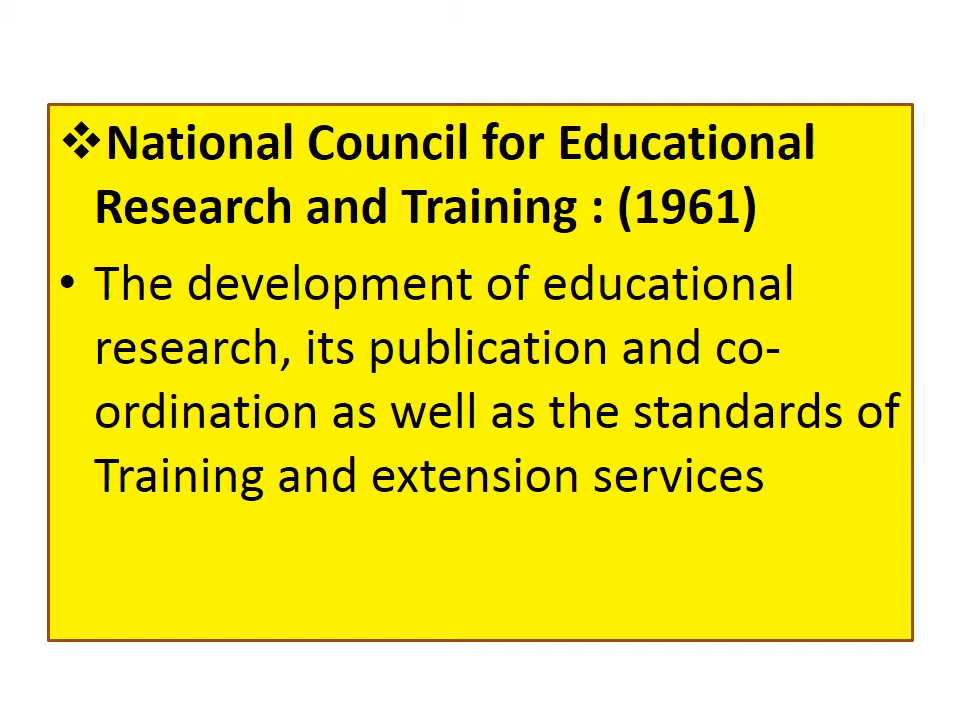 ❖National Council for Educational
Research and Training : (1961)
• The development of educational
research, its publication and co-
ordination as well as the standards of
Training and extension services